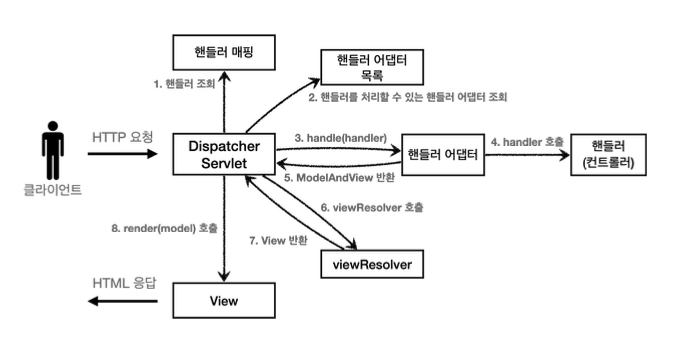 핸들러 매핑
핸들러 어댑터
목록
1. 핸들러 조회
2. 핸들러를 처리할 수 있는 핸들러 어댑터 조회
HTTP 요청
Dispatcher
Servlet
3. handle(handler)
핸들러 어댑터
4. handler 호출
핸들러
(컨트롤러)
클라이언트
5. ModelAndView 반환
6. viewResolver 호출
8. render(model) 호출
7. View 반환
viewResolver
HTML 응답
View